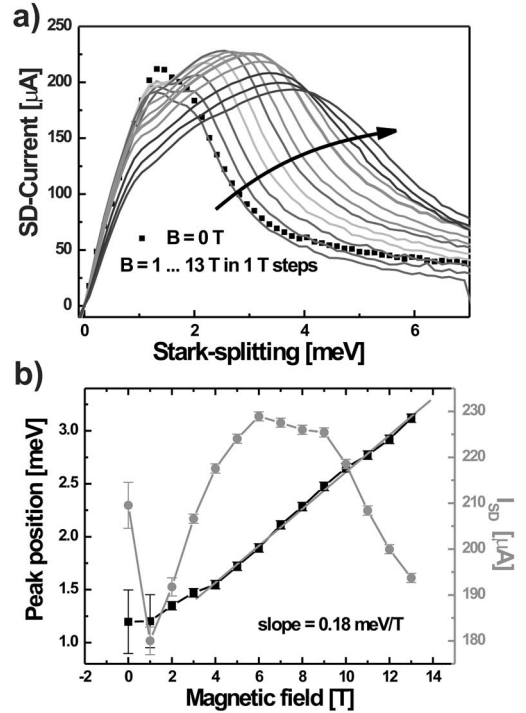 a)
250
200
150
100
50
0
SD-Current [μA]
B = 0 T
B = 1 ... 13 T in 1 T steps
0 2 4 6
Stark-splitting [meV]
b)
3.0
2.5
2.0
1.5
1.0
Peak position [meV]
230
220
210
200
190
180
I_SD [μA]
slope = 0.18 meV/T
-2 0 2 4 6 8 10 12 14
Magnetic field [T]